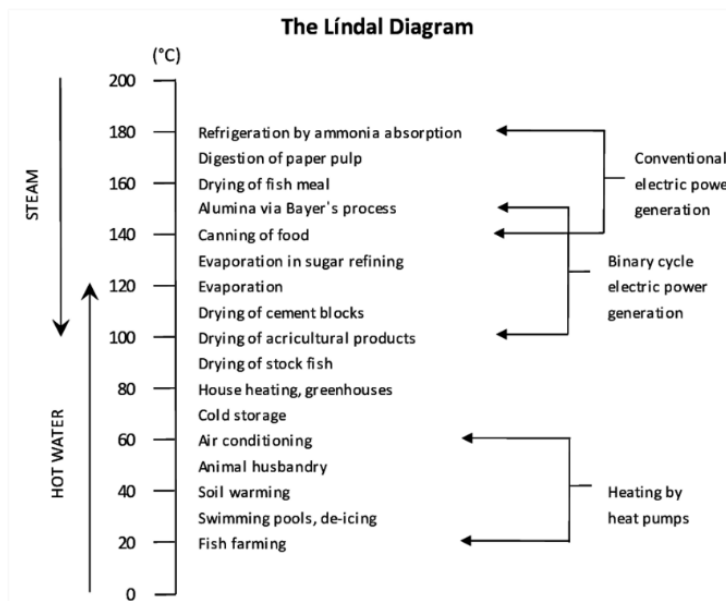 The Líndal Diagram
(°C)
200
180
Refrigeration by ammonia absorption
Digestion of paper pulp
160
Drying of fish meal
Alumina via Bayer's process
140
Canning of food
Evaporation in sugar refining
120
Evaporation
Drying of cement blocks
100
Drying of acricultural products
Drying of stock fish
80
House heating, greenhouses
Cold storage
60
Air conditioning
Animal husbandry
40
Soil warming
Swimming pools, de-icing
20
Fish farming
0
STEAM
HOT WATER
Conventional
electric power
generation
Binary cycle
electric power
generation
Heating by
heat pumps